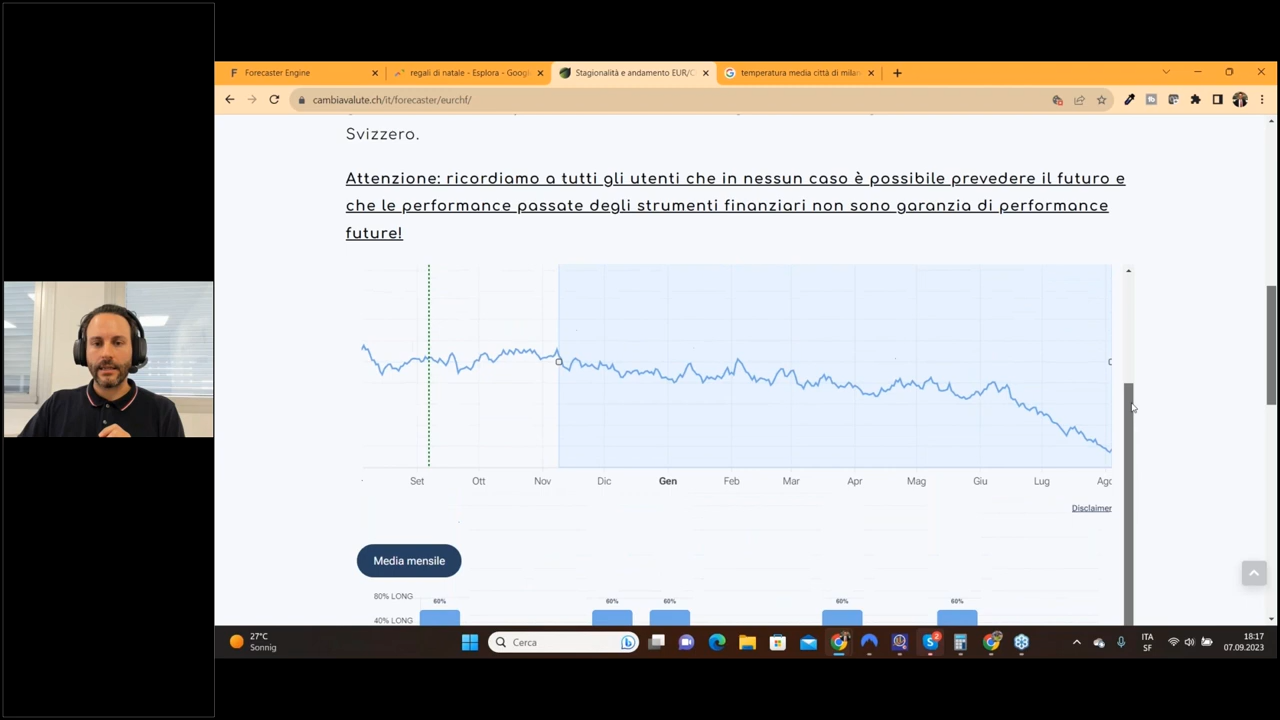 Forecaster Engine
regali di natale - Esplora - Googl
Stagionalità e andamento EUR/C
temperatura media città di milan
cambiavalute.ch/it/forecaster/eurchf/
Svizzero.
Attenzione: ricordiamo a tutti gli utenti che in nessun caso è possibile prevedere il futuro e
che le performance passate degli strumenti finanziari non sono garanzia di performance
future!
Set Ott Nov Dic Gen Feb Mar Apr Mag Giu Lug Ago
Disclaimer
Media mensile
80% LONG
60% 60% 60% 60% 60%
40% LONG
27°C
Sonnig
Cerca
2
ITA
SF
18:17
07.09.2023